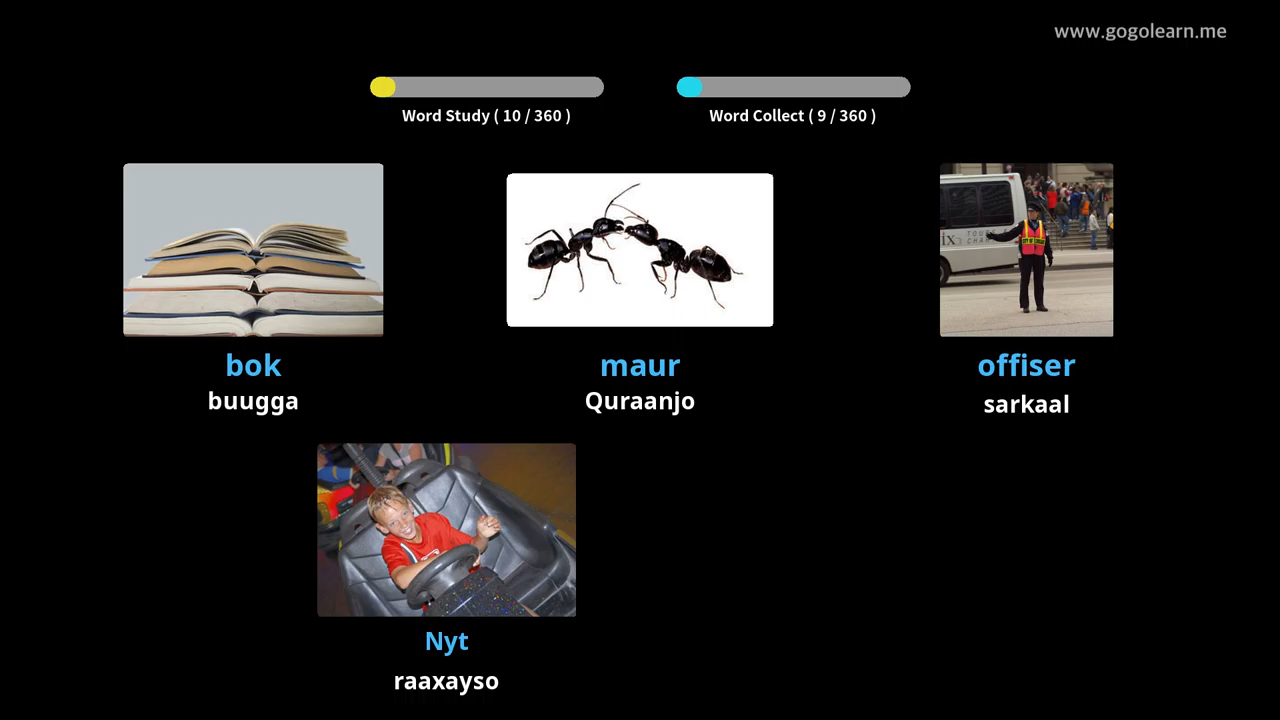 www.gogolearn.me
Word Study ( 10 / 360 )
Word Collect ( 9 / 360 )
bok
buugga
maur
Quraanjo
offiser
sarkaal
Nyt
raaxayso